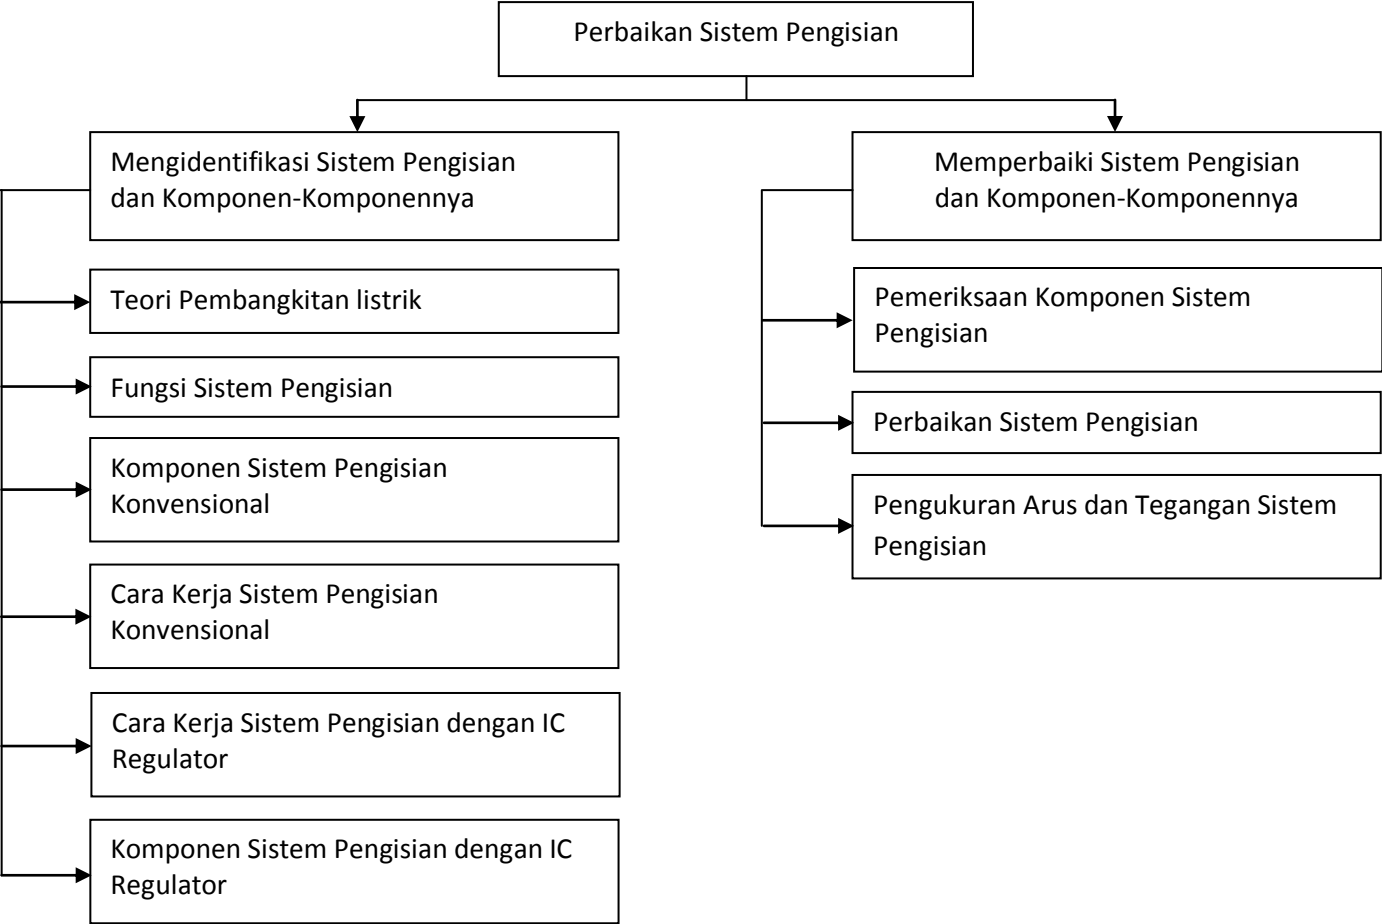 Perbaikan Sistem Pengisian
Mengidentifikasi Sistem Pengisian
dan Komponen-Komponennya
Teori Pembangkitan listrik
Fungsi Sistem Pengisian
Komponen Sistem Pengisian
Konvensional
Cara Kerja Sistem Pengisian
Konvensional
Cara Kerja Sistem Pengisian dengan IC
Regulator
Komponen Sistem Pengisian dengan IC
Regulator
Memperbaiki Sistem Pengisian
dan Komponen-Komponennya
Pemeriksaan Komponen Sistem
Pengisian
Perbaikan Sistem Pengisian
Pengukuran Arus dan Tegangan Sistem
Pengisian